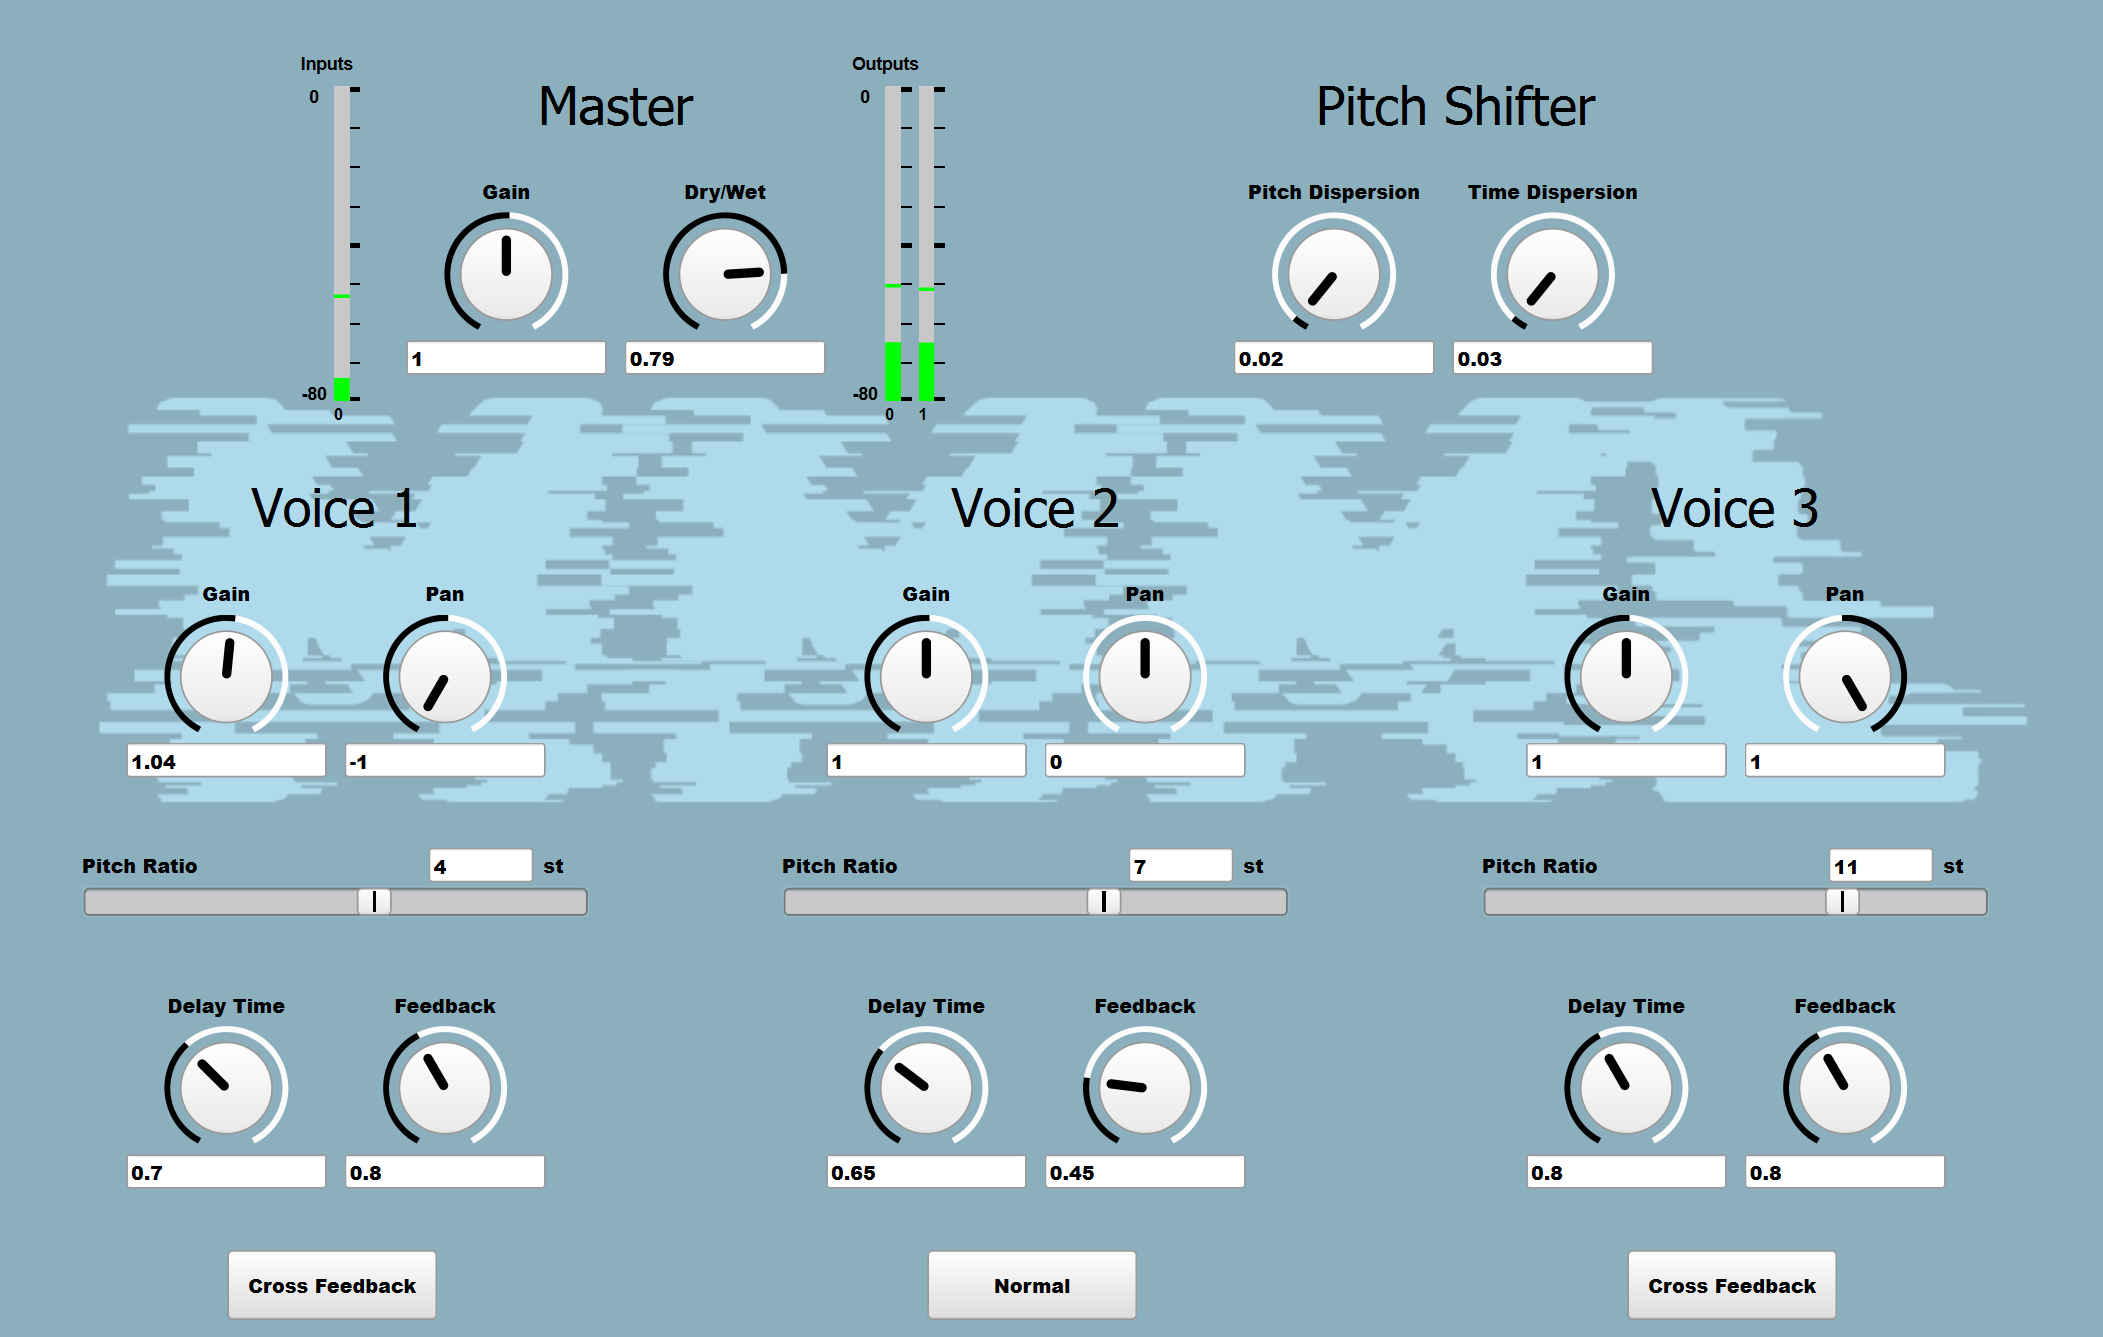 Inputs
Outputs
0
Master
0
Pitch Shifter
Gain
Dry/Wet
Pitch Dispersion
Time Dispersion
1
0.79
0.02
0.03
-80
-80
0
0
1
Voice 1
Voice 2
Voice 3
Gain
Pan
Gain
Pan
Gain
Pan
1.04
-1
1
0
1
1
Pitch Ratio
4
st
Pitch Ratio
7
st
Pitch Ratio
11
st
Delay Time
Feedback
Delay Time
Feedback
Delay Time
Feedback
0.7
0.8
0.65
0.45
0.8
0.8
Cross Feedback
Normal
Cross Feedback